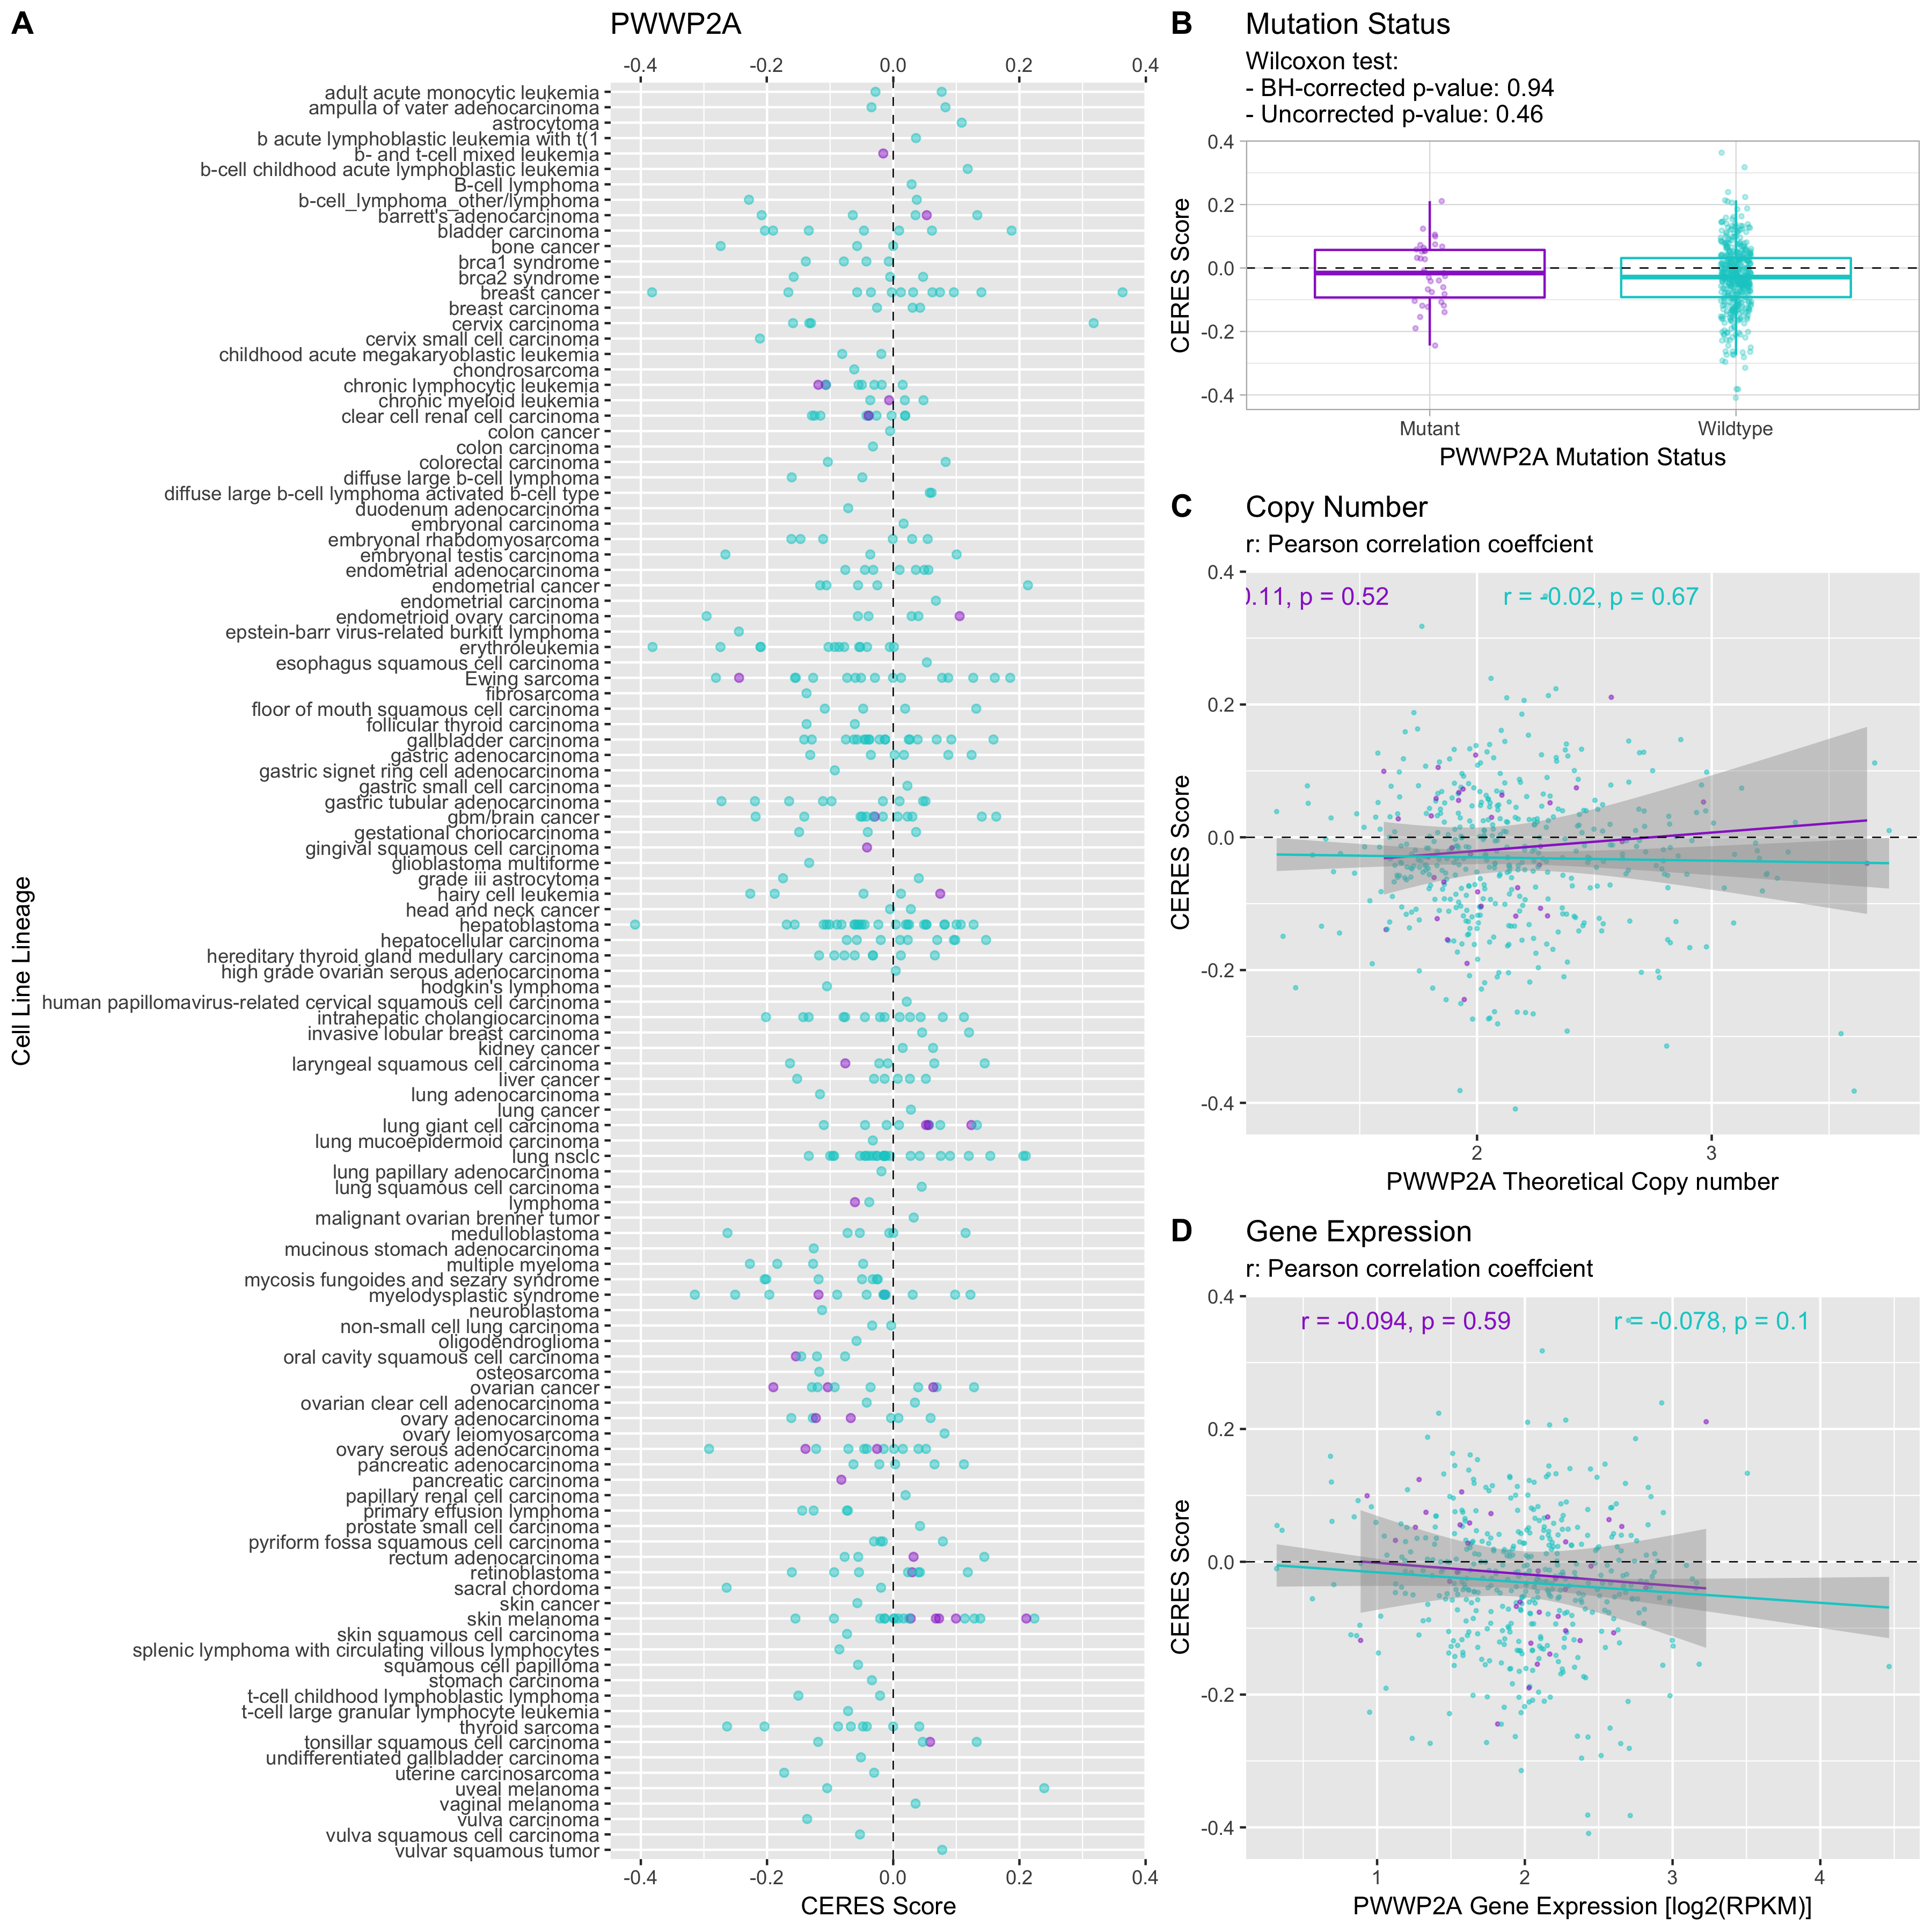 A
PWWP2A
-0.4 -0.2 0.0 0.2 0.4
adult acute monocytic leukemia
ampulla of vater adenocarcinoma
astrocytoma
b acute lymphoblastic leukemia with t(1
b- and t-cell mixed leukemia
b-cell childhood acute lymphoblastic leukemia
B-cell lymphoma
b-cell_lymphoma_other/lymphoma
barrett's adenocarcinoma
bladder carcinoma
bone cancer
brca1 syndrome
brca2 syndrome
breast cancer
breast carcinoma
cervix carcinoma
cervix small cell carcinoma
childhood acute megakaryoblastic leukemia
chondrosarcoma
chronic lymphocytic leukemia
chronic myeloid leukemia
clear cell renal cell carcinoma
colon cancer
colon carcinoma
colorectal carcinoma
diffuse large b-cell lymphoma
diffuse large b-cell lymphoma activated b-cell type
duodenum adenocarcinoma
embryonal carcinoma
embryonal rhabdomyosarcoma
embryonal testis carcinoma
endometrial adenocarcinoma
endometrial cancer
endometrial carcinoma
endometrioid ovary carcinoma
epstein-barr virus-related burkitt lymphoma
erythroleukemia
esophagus squamous cell carcinoma
Ewing sarcoma
fibrosarcoma
floor of mouth squamous cell carcinoma
follicular thyroid carcinoma
gallbladder carcinoma
gastric adenocarcinoma
gastric signet ring cell adenocarcinoma
gastric small cell carcinoma
gastric tubular adenocarcinoma
gbm/brain cancer
gestational choriocarcinoma
gingival squamous cell carcinoma
glioblastoma multiforme
grade iii astrocytoma
hairy cell leukemia
head and neck cancer
hepatoblastoma
hepatocellular carcinoma
hereditary thyroid gland medullary carcinoma
high grade ovarian serous adenocarcinoma
hodgkin's lymphoma
human papillomavirus-related cervical squamous cell carcinoma
intrahepatic cholangiocarcinoma
invasive lobular breast carcinoma
kidney cancer
laryngeal squamous cell carcinoma
liver cancer
lung adenocarcinoma
lung cancer
lung giant cell carcinoma
lung mucoepidermoid carcinoma
lung nsclc
lung papillary adenocarcinoma
lung squamous cell carcinoma
lymphoma
malignant ovarian brenner tumor
medulloblastoma
mucinous stomach adenocarcinoma
multiple myeloma
mycosis fungoides and sezary syndrome
myelodysplastic syndrome
neuroblastoma
non-small cell lung carcinoma
oligodendroglioma
oral cavity squamous cell carcinoma
osteosarcoma
ovarian cancer
ovarian clear cell adenocarcinoma
ovary adenocarcinoma
ovary leiomyosarcoma
ovary serous adenocarcinoma
pancreatic adenocarcinoma
pancreatic carcinoma
papillary renal cell carcinoma
primary effusion lymphoma
prostate small cell carcinoma
pyriform fossa squamous cell carcinoma
rectum adenocarcinoma
retinoblastoma
sacral chordoma
skin cancer
skin melanoma
skin squamous cell carcinoma
splenic lymphoma with circulating villous lymphocytes
squamous cell papilloma
stomach carcinoma
t-cell childhood lymphoblastic lymphoma
t-cell large granular lymphocyte leukemia
thyroid sarcoma
tonsillar squamous cell carcinoma
undifferentiated gallbladder carcinoma
uterine carcinosarcoma
uveal melanoma
vaginal melanoma
vulva carcinoma
vulva squamous cell carcinoma
vulvar squamous tumor
-0.4 -0.2 0.0 0.2 0.4
CERES Score
Cell Line Lineage
B
Mutation Status
Wilcoxon test:
- BH-corrected p-value: 0.94
- Uncorrected p-value: 0.46
0.4
0.2
0.0
-0.2
-0.4
CERES Score
Mutant Wildtype
PWWP2A Mutation Status
C
Copy Number
r: Pearson correlation coeffcient
0.11, p = 0.52
r = -0.02, p = 0.67
0.4
0.2
0.0
-0.2
-0.4
CERES Score
2 3
PWWP2A Theoretical Copy number
D
Gene Expression
r: Pearson correlation coeffcient
r = -0.094, p = 0.59
r = -0.078, p = 0.1
0.4
0.2
0.0
-0.2
-0.4
CERES Score
1 2 3 4
PWWP2A Gene Expression [log2(RPKM)]